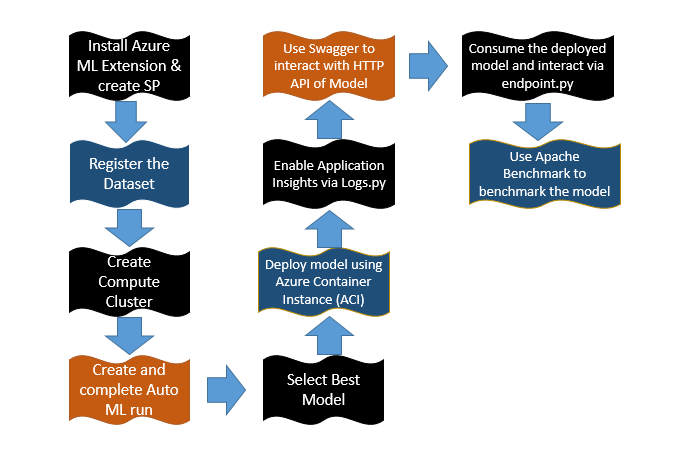 Install Azure
ML Extension &
create SP
Register the
Dataset
Create
Compute
Cluster
Create and
complete Auto
ML run
Select Best
Model
Deploy model using
Azure Container
Instance (ACI)
Enable Application
Insights via Logs.py
Use Swagger to
interact with HTTP
API of Model
Consume the deployed
model and interact via
endpoint.py
Use Apache
Benchmark to
benchmark the model